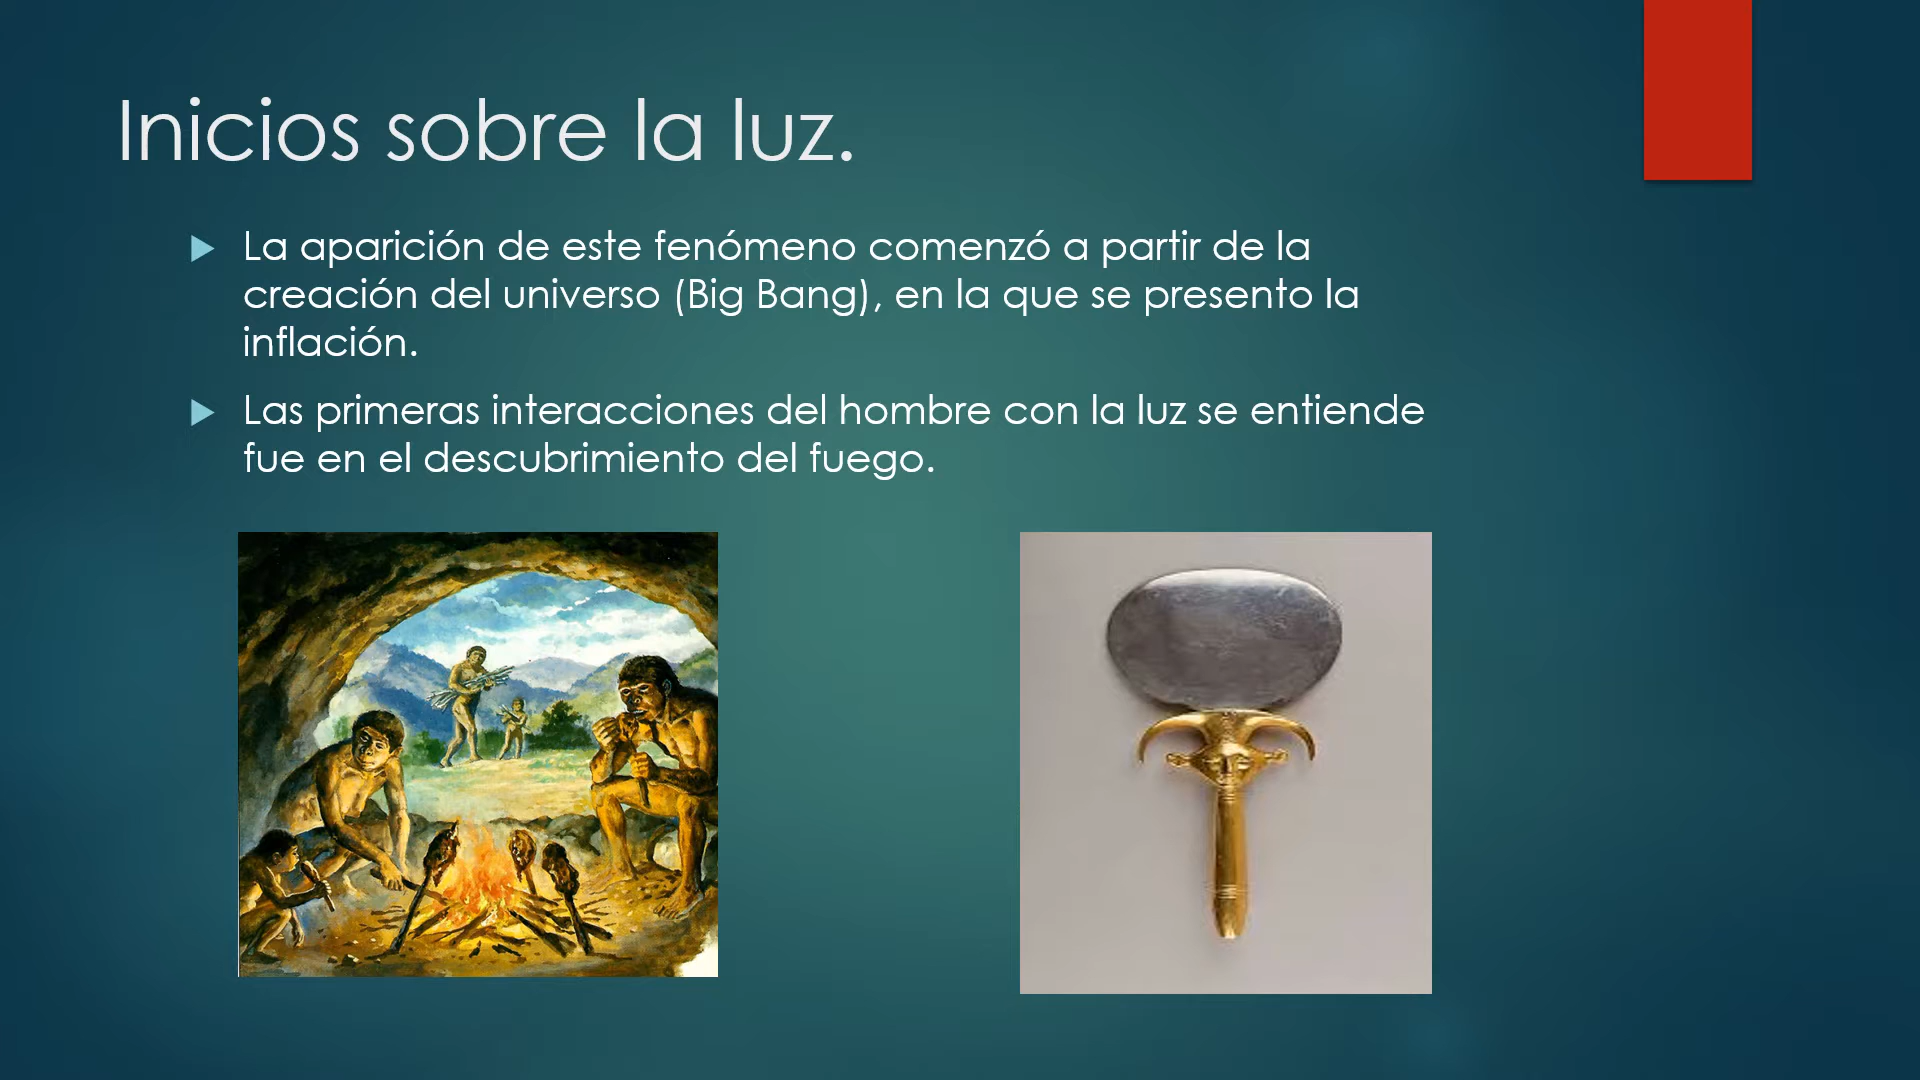 Inicios sobre la luz.
La aparición de este fenómeno comenzó a partir de la
creación del universo (Big Bang), en la que se presento la
inflación.
Las primeras interacciones del hombre con la luz se entiende
fue en el descubrimiento del fuego.